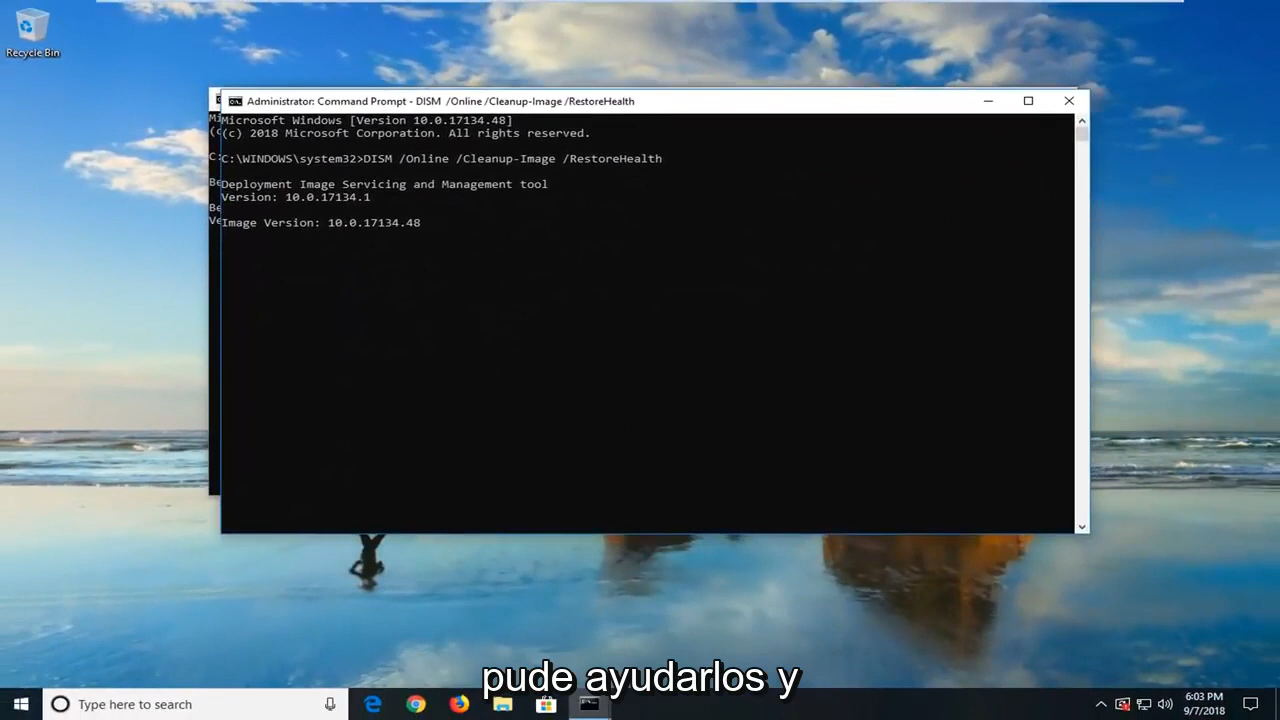 Recycle Bin
Administrator: Command Prompt - DISM /Online /Cleanup-Image /RestoreHealth
Microsoft Windows [Version 10.0.17134.48]
(c) 2018 Microsoft Corporation. All rights reserved.
C:\WINDOWS\system32>DISM /Online /Cleanup-Image /RestoreHealth
Deployment Image Servicing and Management tool
Version: 10.0.17134.1
Image Version: 10.0.17134.48
pude ayudarlos y
Type here to search
6:03 PM
9/7/2018